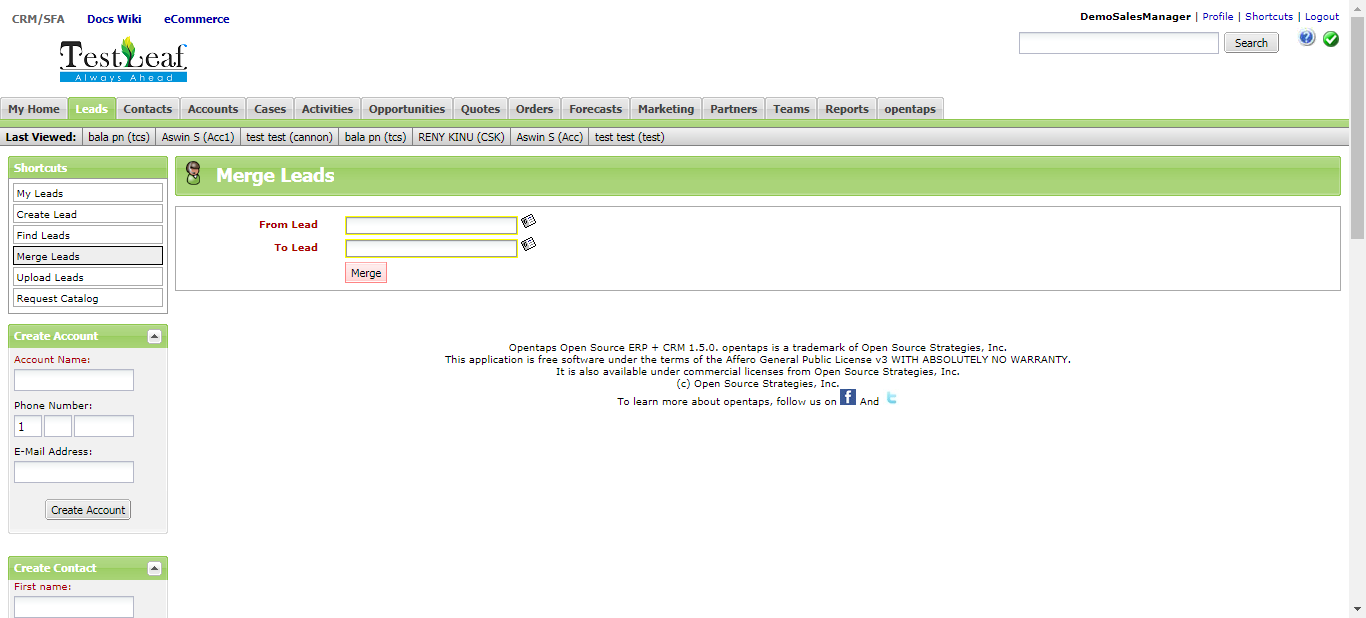 CRM/SFA Docs Wiki eCommerce
DemoSalesManager | Profile | Shortcuts | Logout
Search
TestLeaf
Always Ahead
My Home Leads Contacts Accounts Cases Activities Opportunities Quotes Orders Forecasts Marketing Partners Teams Reports opentaps
Last Viewed: bala pn (tcs) Aswin S (Acc1) test test (cannon) bala pn (tcs) RENY KINU (CSK) Aswin S (Acc) test test (test)
Shortcuts
My Leads
Create Lead
Find Leads
Merge Leads
Upload Leads
Request Catalog
Create Account
Account Name:
Phone Number:
1
E-Mail Address:
Create Account
Create Contact
First name:
Merge Leads
From Lead
To Lead
Merge
Opentaps Open Source ERP + CRM 1.5.0. opentaps is a trademark of Open Source Strategies, Inc.
This application is free software under the terms of the Affero General Public License v3 WITH ABSOLUTELY NO WARRANTY.
It is also available under commercial licenses from Open Source Strategies, Inc.
(c) Open Source Strategies, Inc.
To learn more about opentaps, follow us on f And t